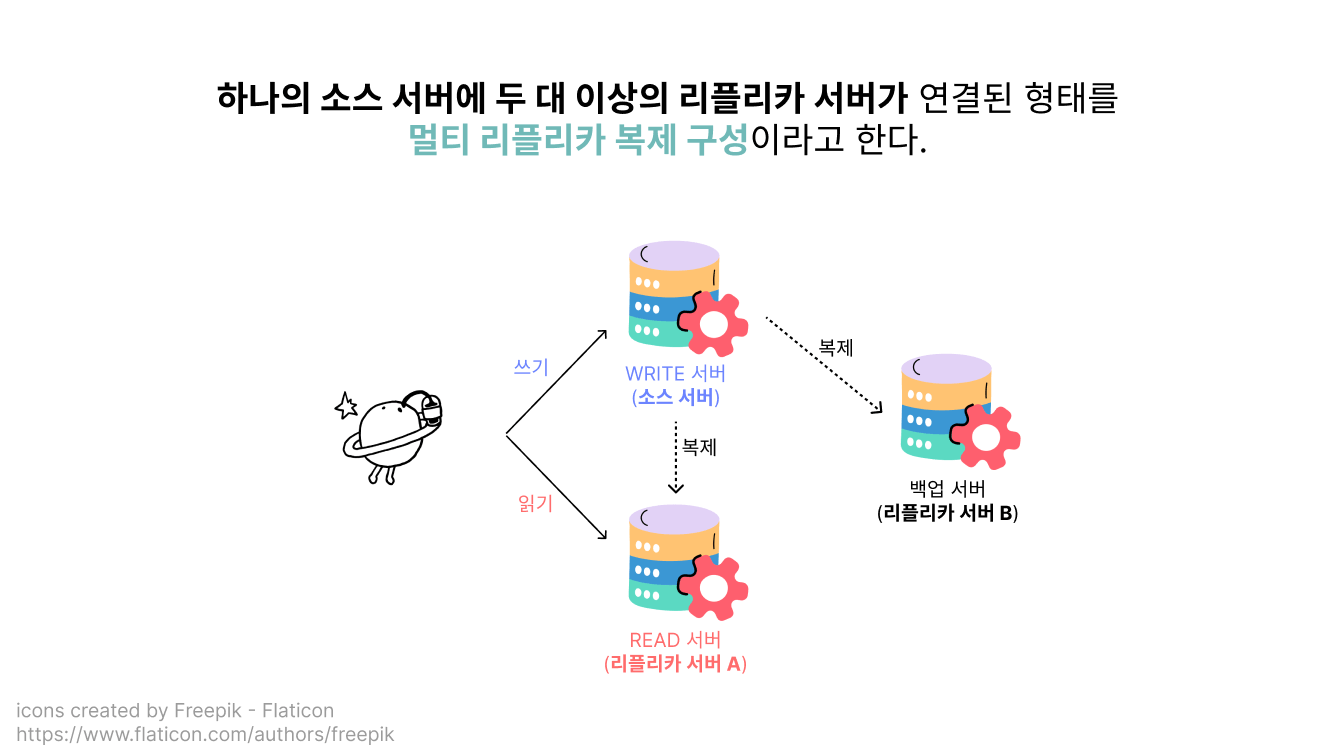 하나의 소스 서버에 두 대 이상의 리플리카 서버가 연결된 형태를
멀티 리플리카 복제 구성이라고 한다.
쓰기
WRITE 서버
(소스 서버)
복제
복제
백업 서버
(리플리카 서버 B)
읽기
READ 서버
(리플리카 서버 A)
icons created by Freepik - Flaticon
https://www.flaticon.com/authors/freepik